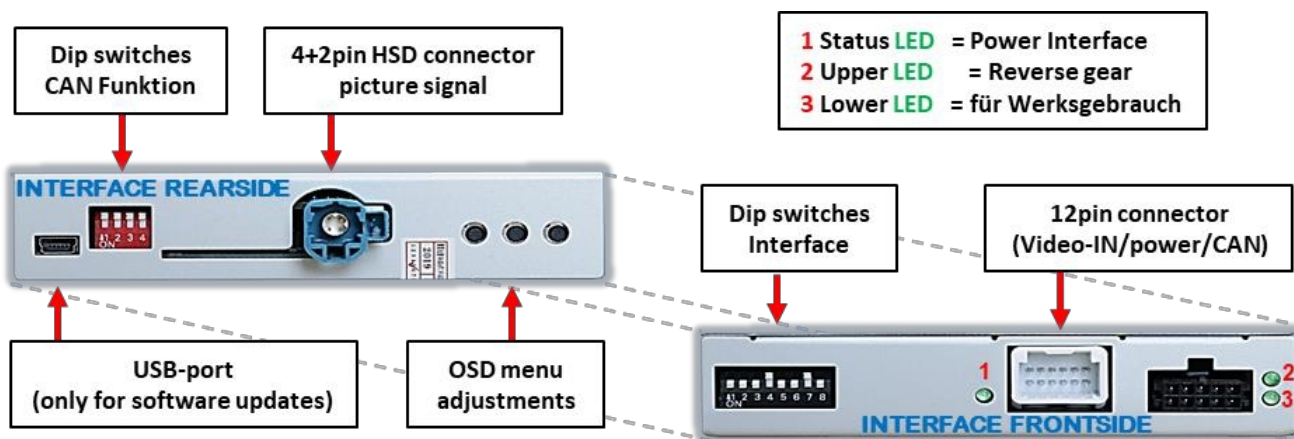 Dip switches
CAN Funktion
4+2pin HSD connector
picture signal
1 Status LED = Power Interface
2 Upper LED = Reverse gear
3 Lower LED = für Werksgebrauch
INTERFACE REARSIDE
ON
1 2 3 4
2019
Dip switches
Interface
12pin connector
(Video-IN/power/CAN)
USB-port
(only for software updates)
OSD menu
adjustments
1 2 3 4 5 6 7 8
ON
1
2
3
INTERFACE FRONTSIDE